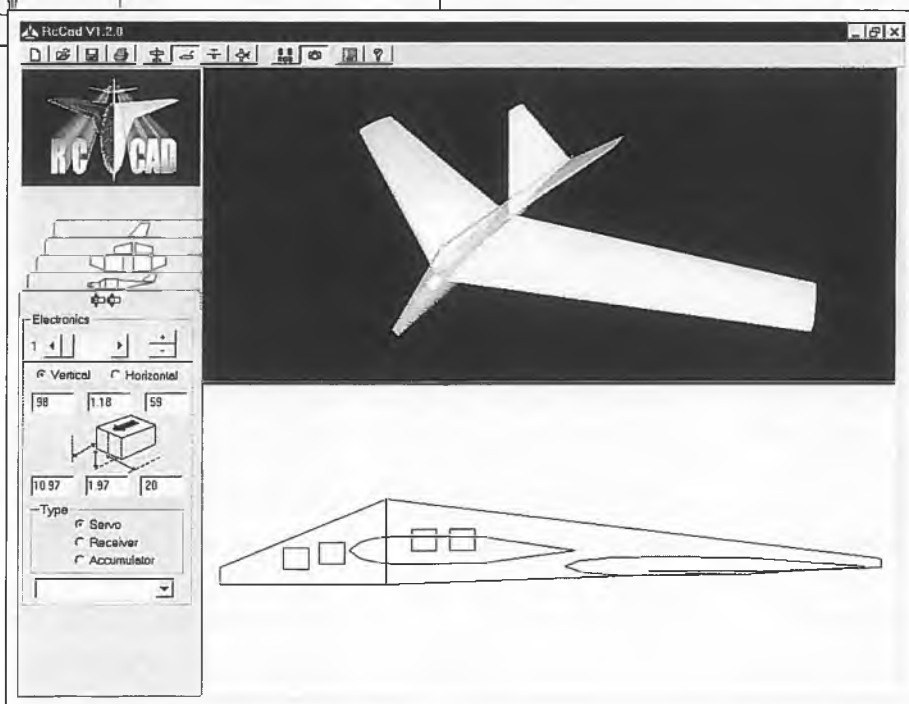 RcCad V1.2.0
RC CAD
Electronics
1
+
-
Vertical Horizontal
98 1.18 59
10.97 1.97 20
Type
Servo
Receiver
Accumulator